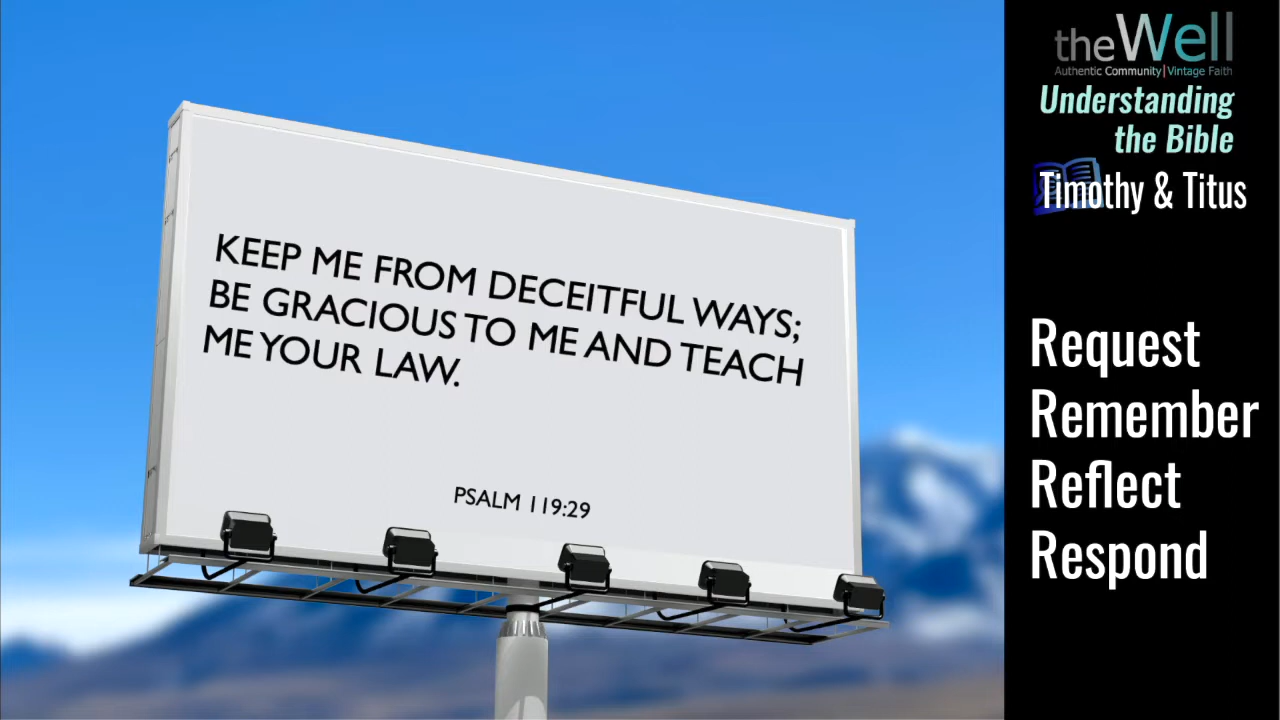 KEEP ME FROM DECEITFUL WAYS;
BE GRACIOUS TO ME AND TEACH
ME YOUR LAW.
PSALM 119:29
theWell
Authentic Community|Vintage Faith
Understanding
the Bible
Timothy & Titus
Request
Remember
Reflect
Respond